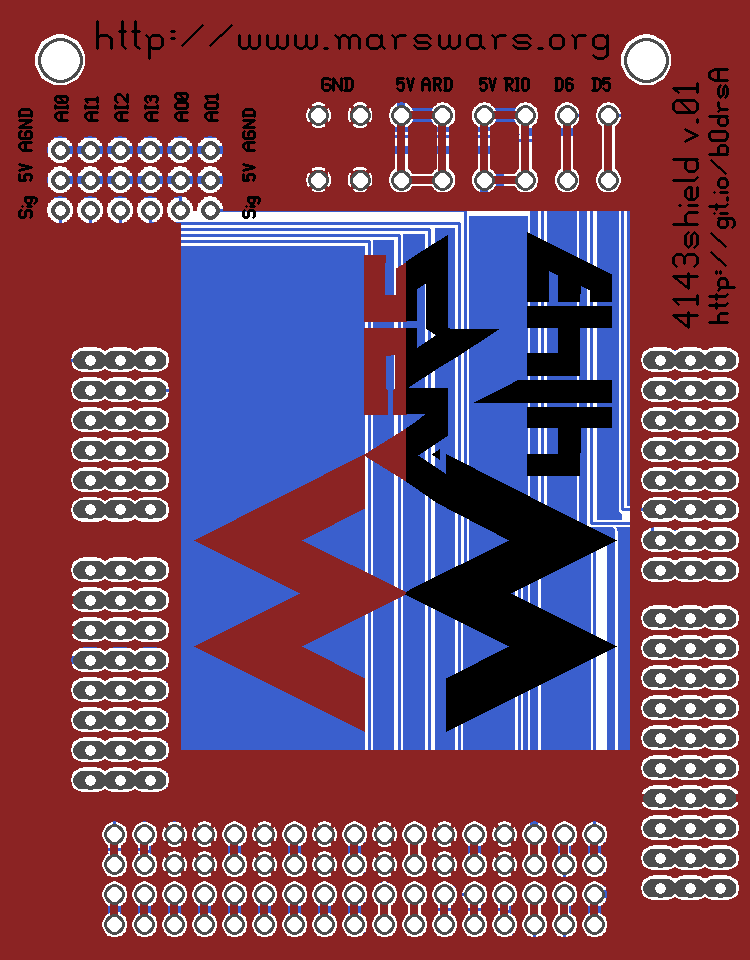 http://www.marswars.org
GND 5V ARD 5V RIO D6 D5
AI0 AI1 AI2 AI3 AO0 AO1
Sig 5V AGND
Sig 5V AGND
4143shield v.01
http://git.io/b0drsA